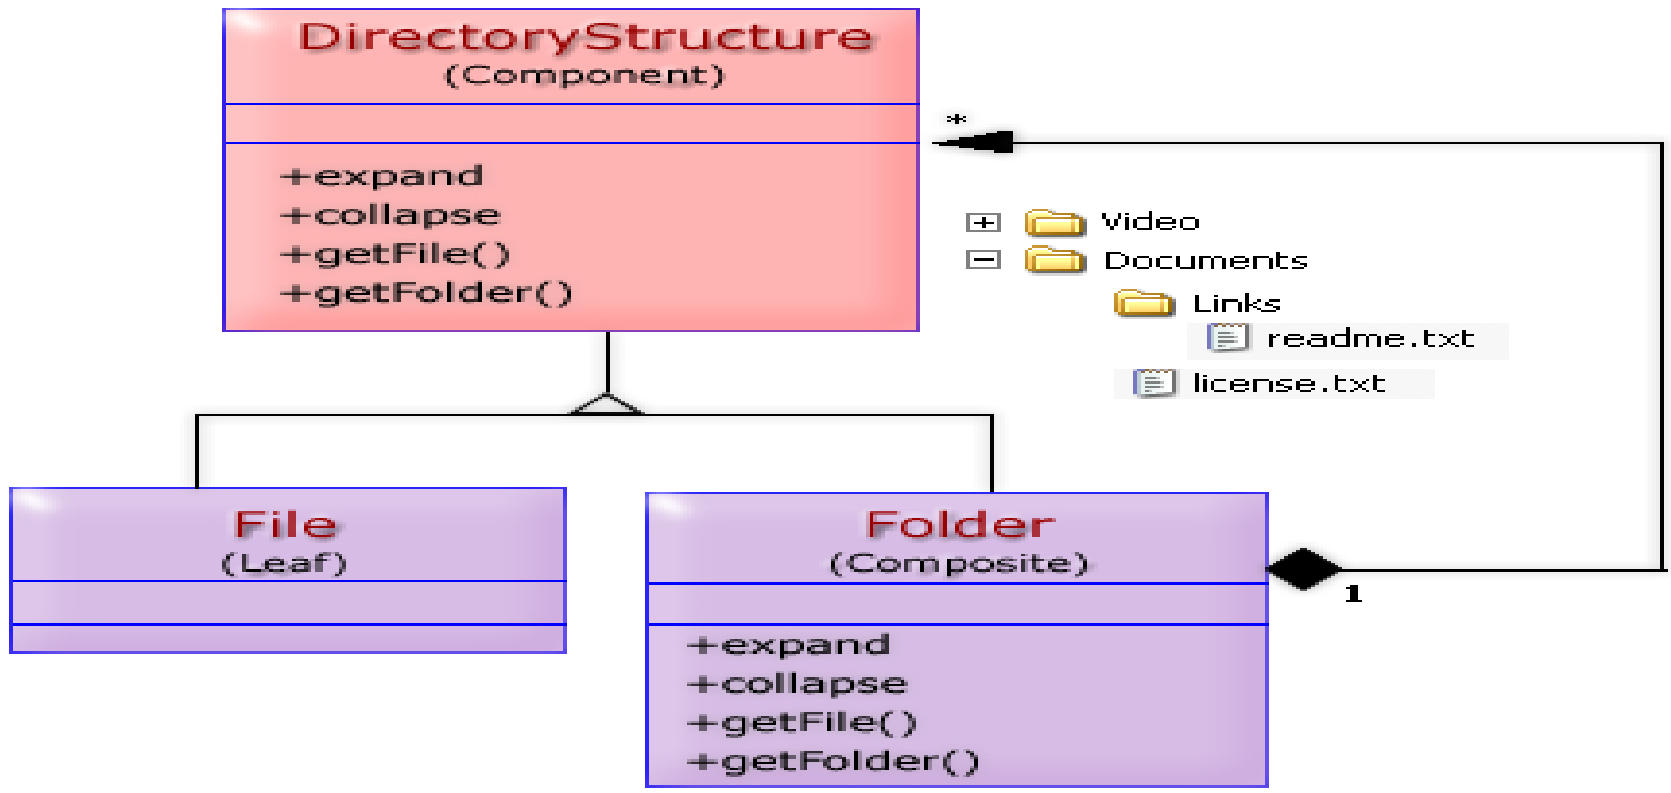 DirectoryStructure
(Component)
+expand
+collapse
+getFile()
+getFolder()
*
Video
Documents
Links
readme.txt
license.txt
File
(Leaf)
Folder
(Composite)
1
+expand
+collapse
+getFile()
+getFolder()